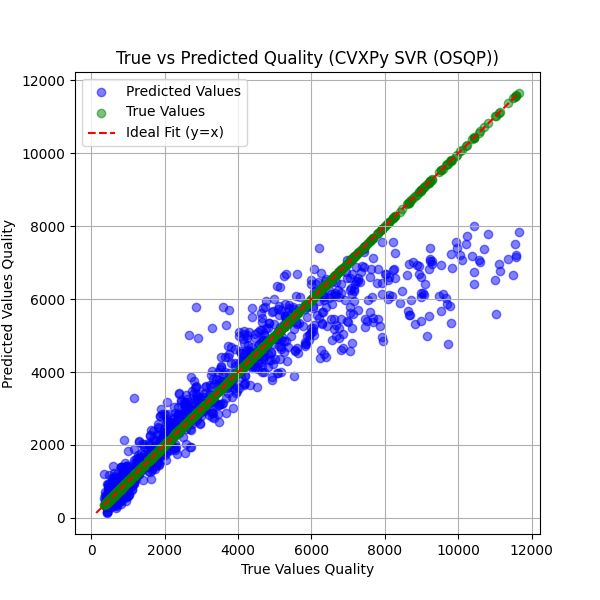 True vs Predicted Quality (CVXPy SVR (OSQP))
Predicted Values
True Values
Ideal Fit (y=x)
Predicted Values Quality
12000
10000
8000
6000
4000
2000
0
0 2000 4000 6000 8000 10000 12000
True Values Quality